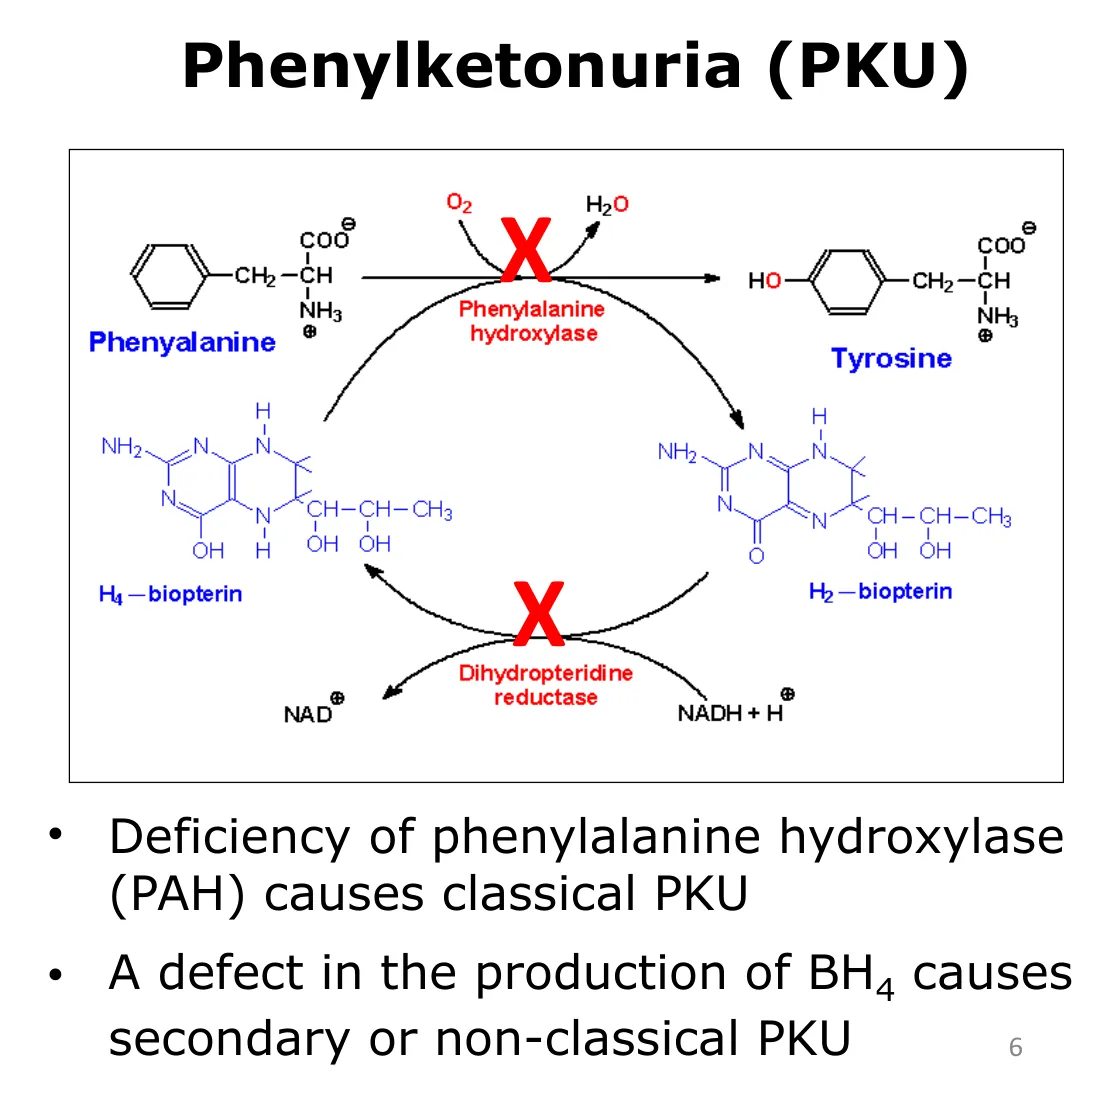 Phenylketonuria (PKU)
O₂
H₂O
X
COO⊖
CH₂–CH
NH₃
⊕
Phenyalanine
Phenylalanine
hydroxylase
COO⊖
HO
CH₂–CH
NH₃
⊕
Tyrosine
H
NH₂
N
N
N
N
H
OH
CH–CH–CH₃
OH OH
H₄–biopterin
H
NH₂
N
N
N
N
O
CH–CH–CH₃
OH OH
H₂–biopterin
X
Dihydropteridine
reductase
NAD⊕
NADH + H⊕
• Deficiency of phenylalanine hydroxylase
(PAH) causes classical PKU
• A defect in the production of BH₄ causes
secondary or non-classical PKU
6